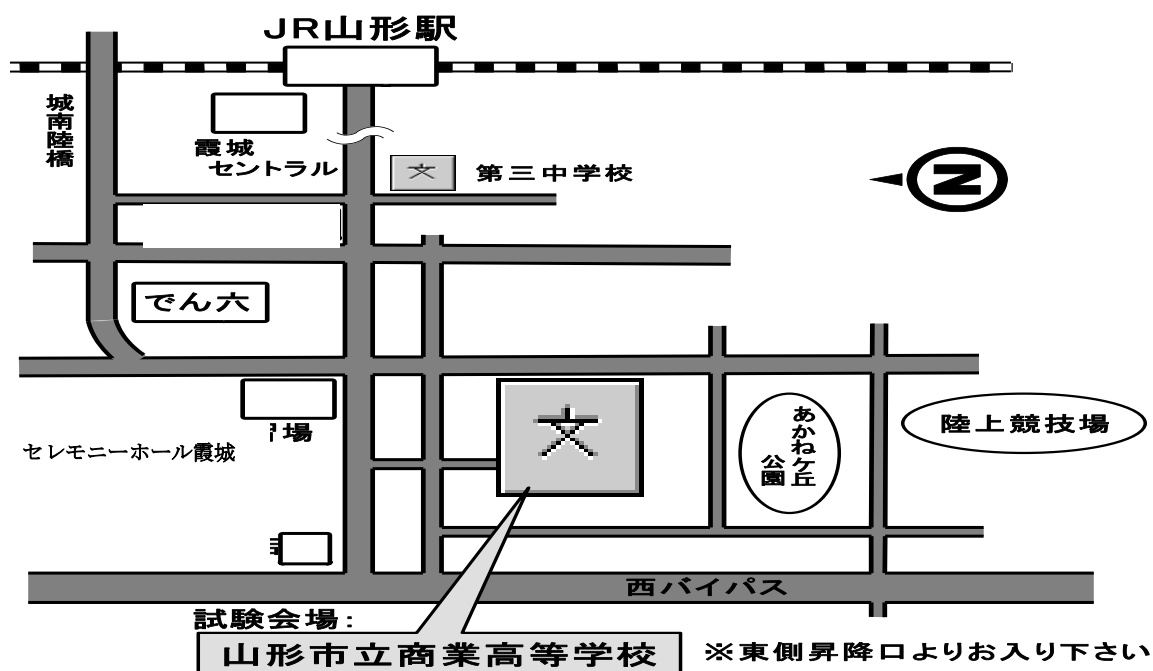 JR山形駅
城南陸橋
霞城
セントラル
文
第三中学校
N
でん六
文
場
セレモニーホール霞城
あかねケ丘
公園
陸上競技場
西バイパス
試験会場:
山形市立商業高等学校
※東側昇降口よりお入り下さい